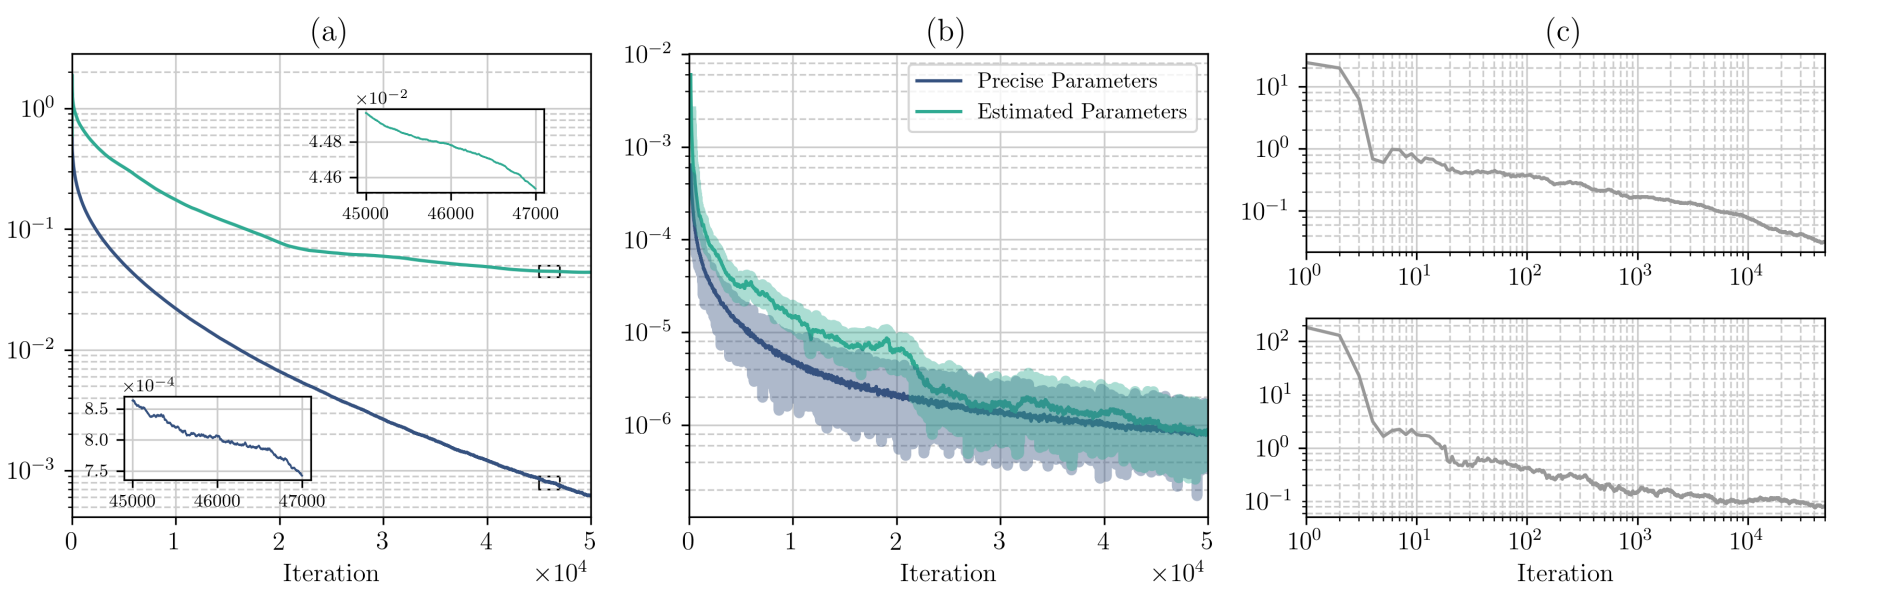 (a)
10^0
10^-1
10^-2
10^-3
×10^-2
4.48
4.46
45000 46000 47000
×10^-4
8.5
8.0
7.5
45000 46000 47000
0 1 2 3 4 5
Iteration ×10^4
(b)
10^-2
10^-3
10^-4
10^-5
10^-6
Precise Parameters
Estimated Parameters
0 1 2 3 4 5
Iteration ×10^4
(c)
10^1
10^0
10^-1
10^0 10^1 10^2 10^3 10^4
10^2
10^1
10^0
10^-1
10^0 10^1 10^2 10^3 10^4
Iteration